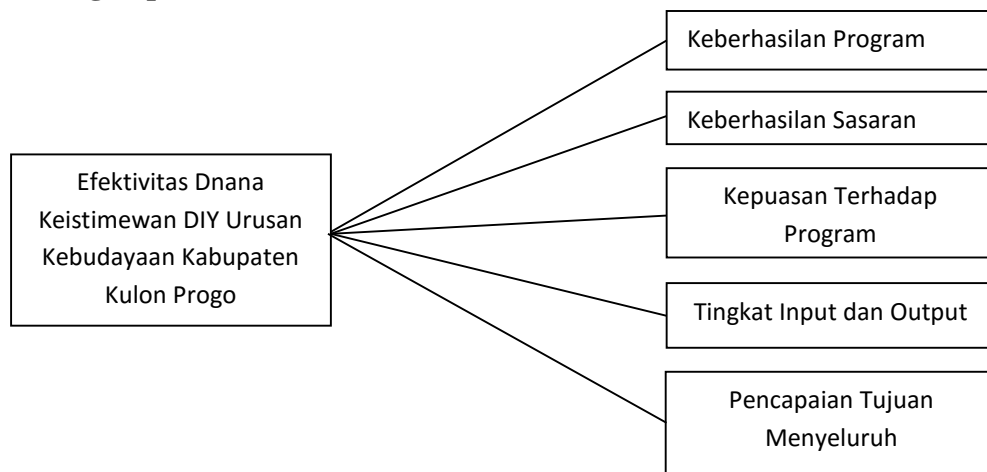 Efektivitas Dnana
Keistimewan DIY Urusan
Kebudayaan Kabupaten
Kulon Progo
Keberhasilan Program
Keberhasilan Sasaran
Kepuasan Terhadap
Program
Tingkat Input dan Output
Pencapaian Tujuan
Menyeluruh